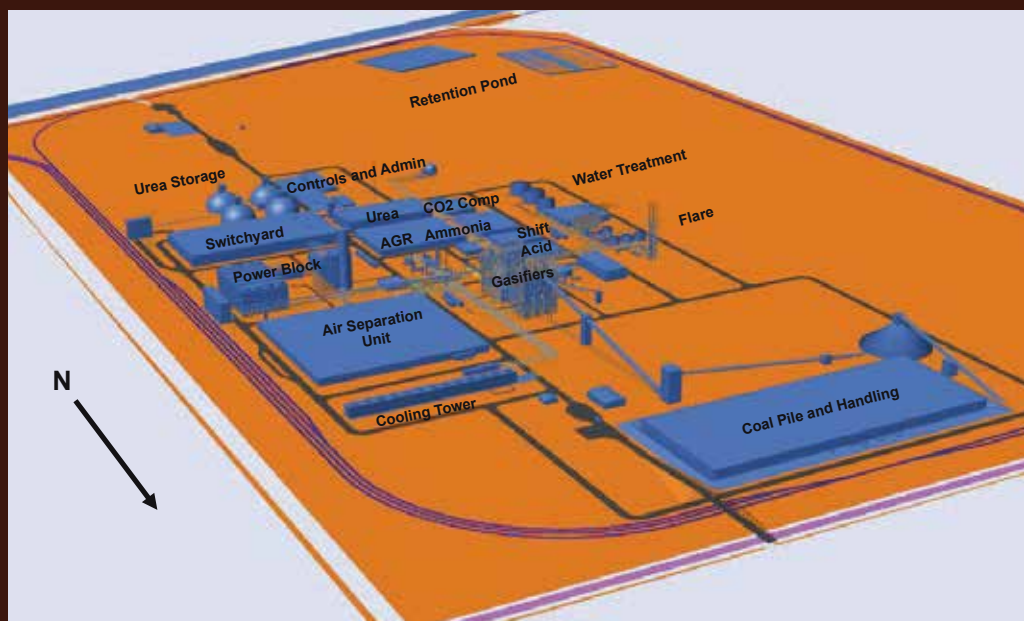 Retention Pond
Water Treatment
Urea Storage
Controls and Admin
Flare
Urea
CO2 Comp
Switchyard
AGR Ammonia
Shift
Acid
Power Block
Gasifiers
Air Separation
Unit
N
Cooling Tower
Coal Pile and Handling